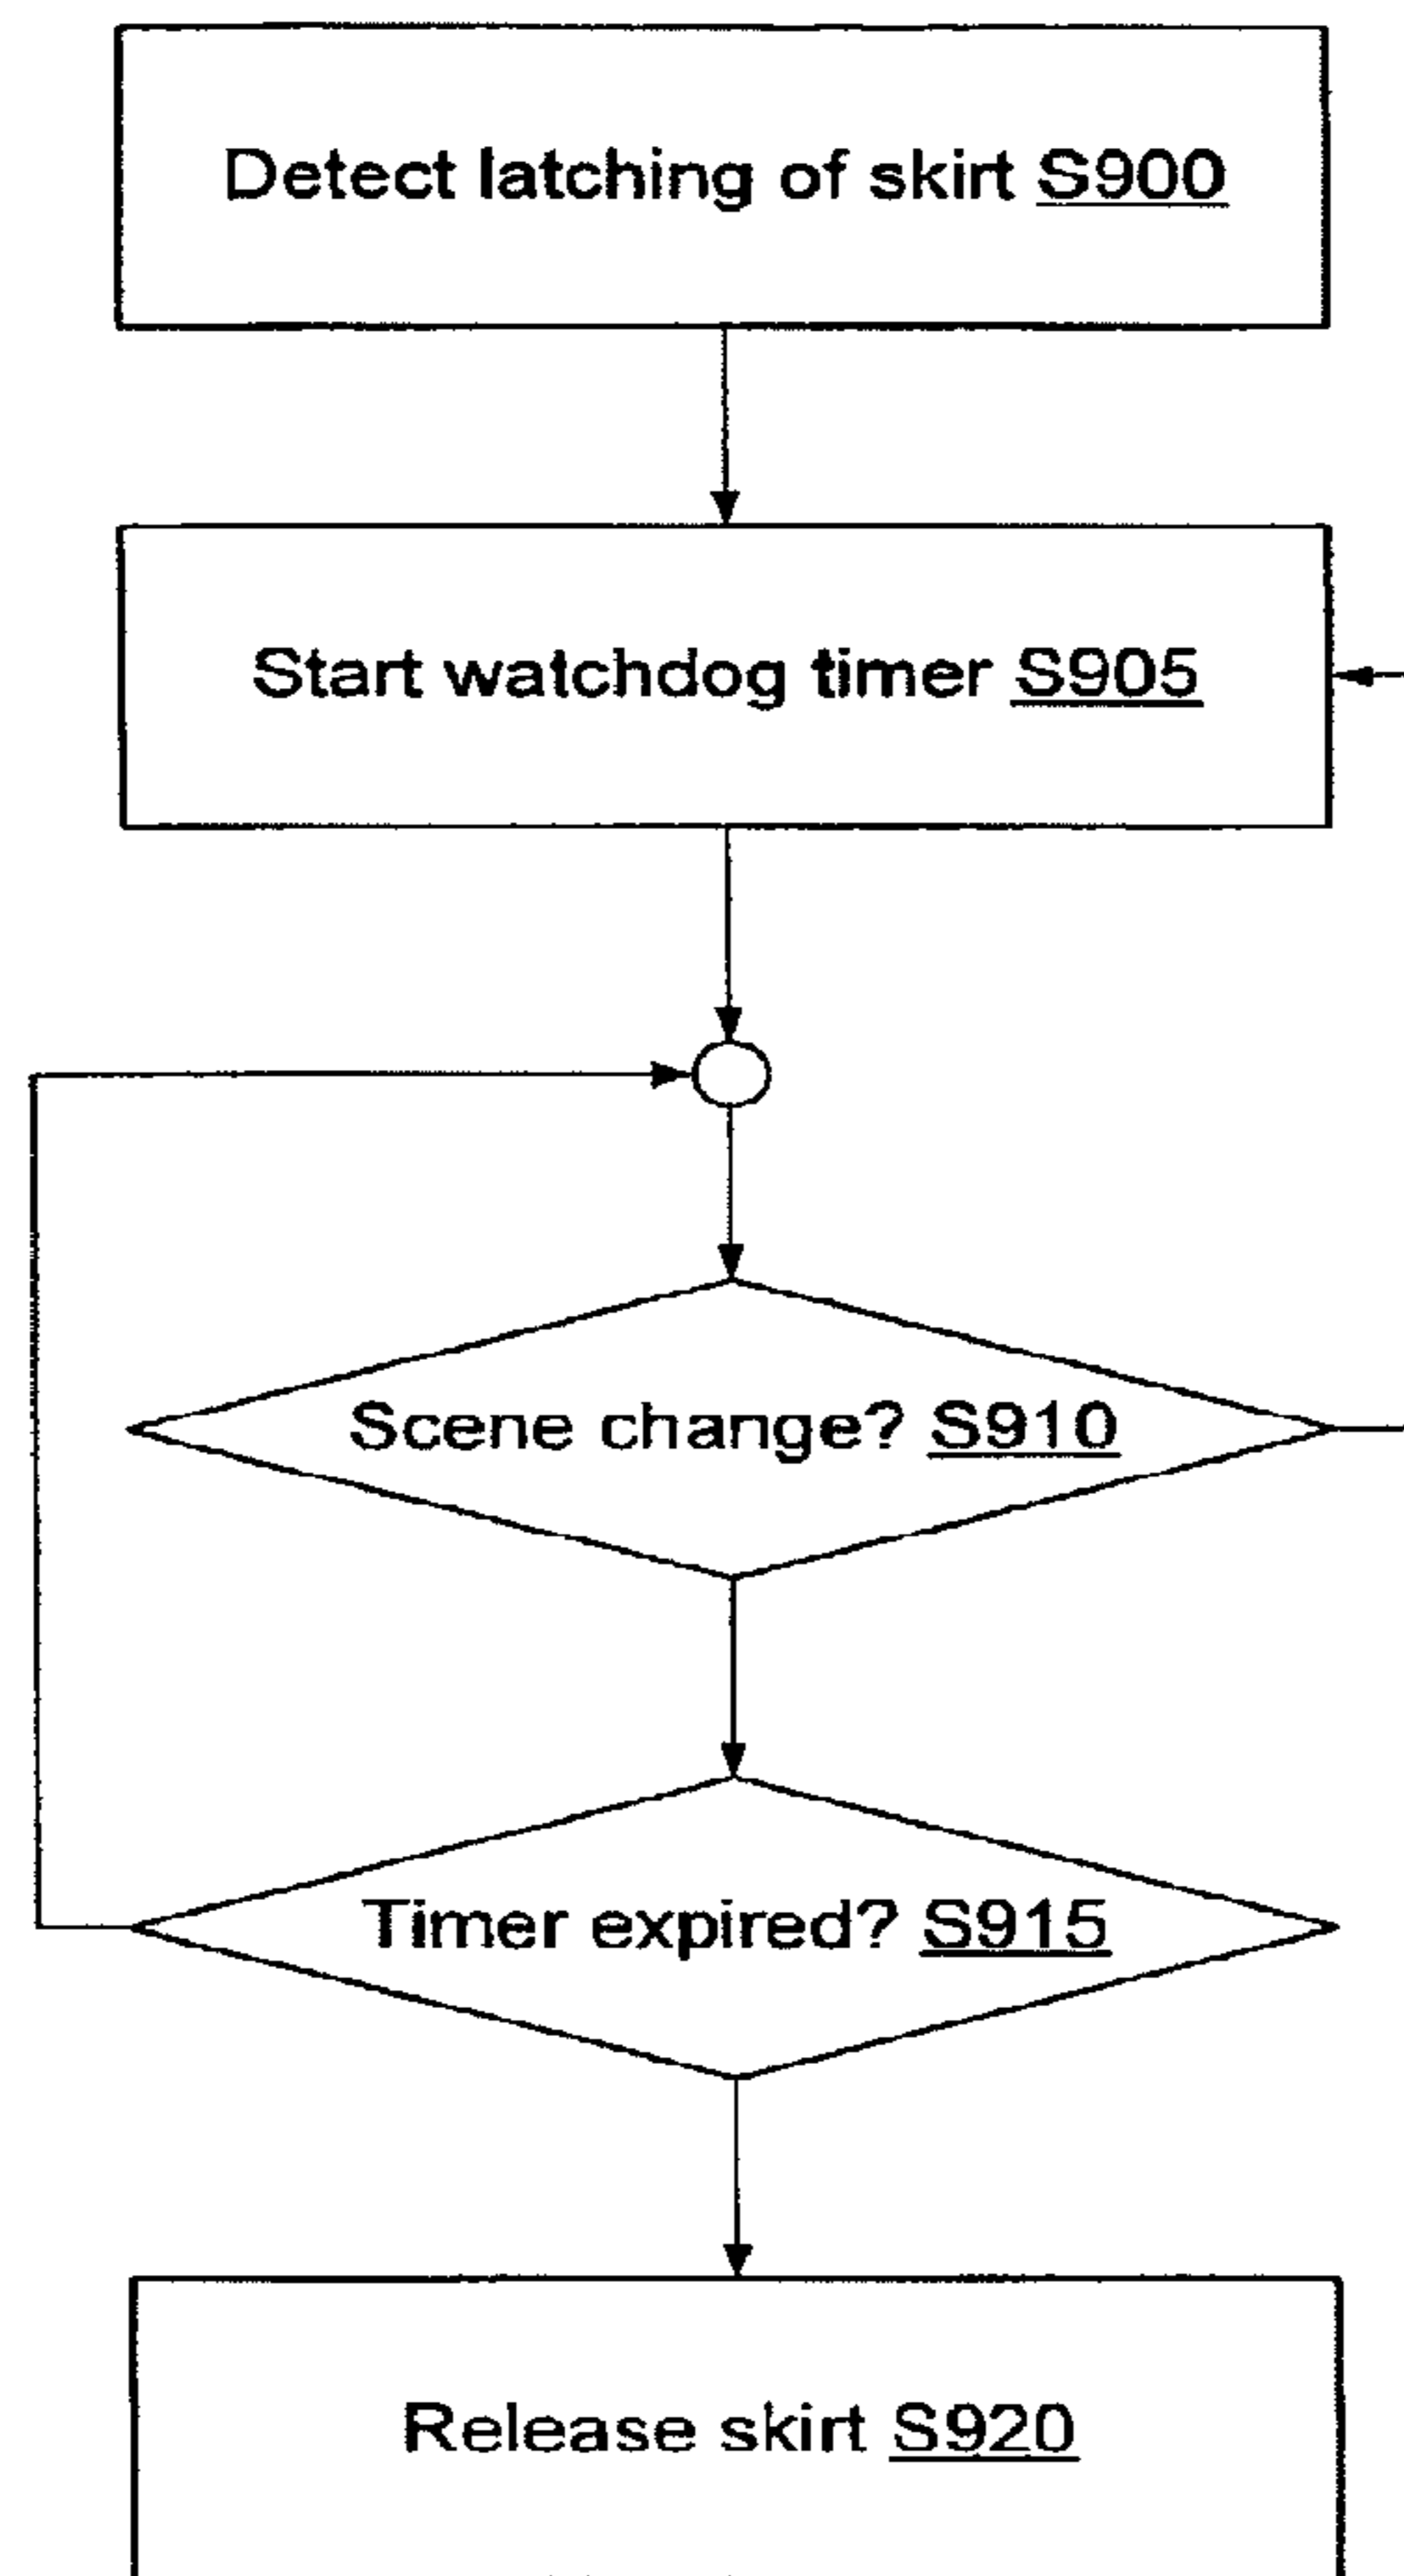 Detect latching of skirt S900
Start watchdog timer S905
Scene change? S910
Timer expired? S915
Release skirt S920